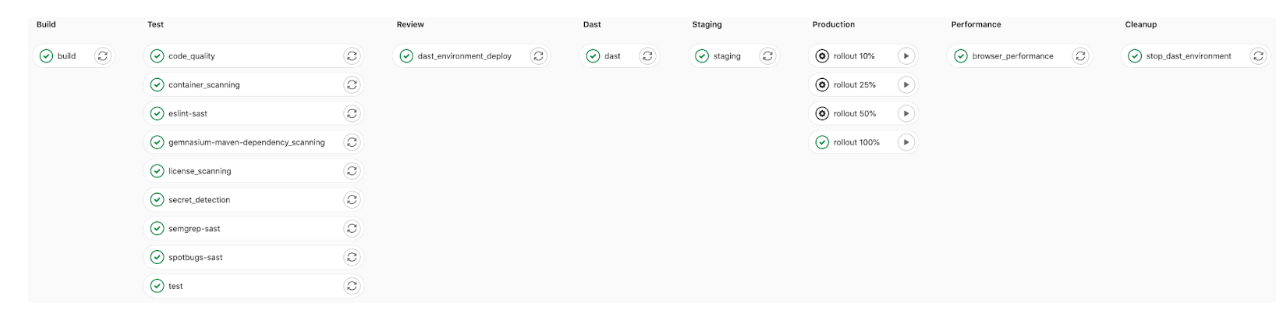 Build
build
Test
code_quality
container_scanning
eslint-sast
gemnasium-maven-dependency_scanning
license_scanning
secret_detection
semgrep-sast
spotbugs-sast
test
Review
dast_environment_deploy
Dast
dast
Staging
staging
Production
rollout 10%
rollout 25%
rollout 50%
rollout 100%
Performance
browser_performance
Cleanup
stop_dast_environment